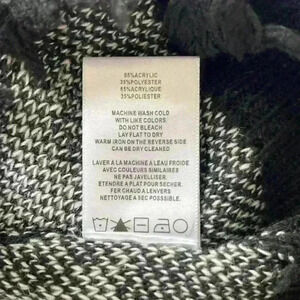 65%ACRYLIC
35%POLYESTER
65%ACRYLIQUE
35%POLIESTER
MACHINE WASH COLD
WITH LIKE COLORS.
DO NOT BLEACH
LAY FLAT TO DRY
WARM IRON ON THE REVERSE SIDE
CAN BE DRY CLEANED
LAVER A LA MACHINE A L'EAU FROIDE
AVEC COULEURS SIMILAIRES
NE PAS JAVELLISER.
ETENDRE A PLAT POUR SECHER.
FER CHAUD A L'ENVERS
NETTOYAGE A SEC POSSSIBLE.